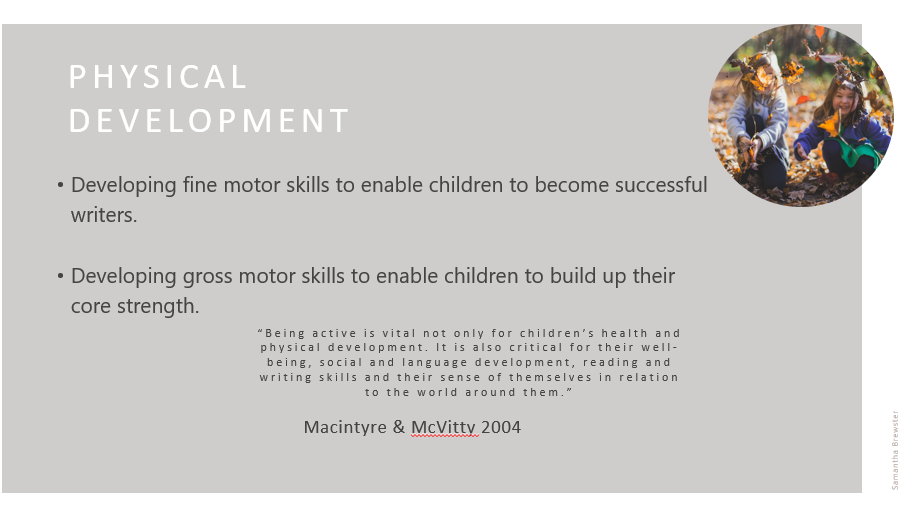 PHYSICAL
DEVELOPMENT
• Developing fine motor skills to enable children to become successful
writers.
• Developing gross motor skills to enable children to build up their
core strength.
“Being active is vital not only for children’s health and
physical development. It is also critical for their well-
being, social and language development, reading and
writing skills and their sense of themselves in relation
to the world around them.”
Macintyre & McVitty 2004
Samantha Brewster